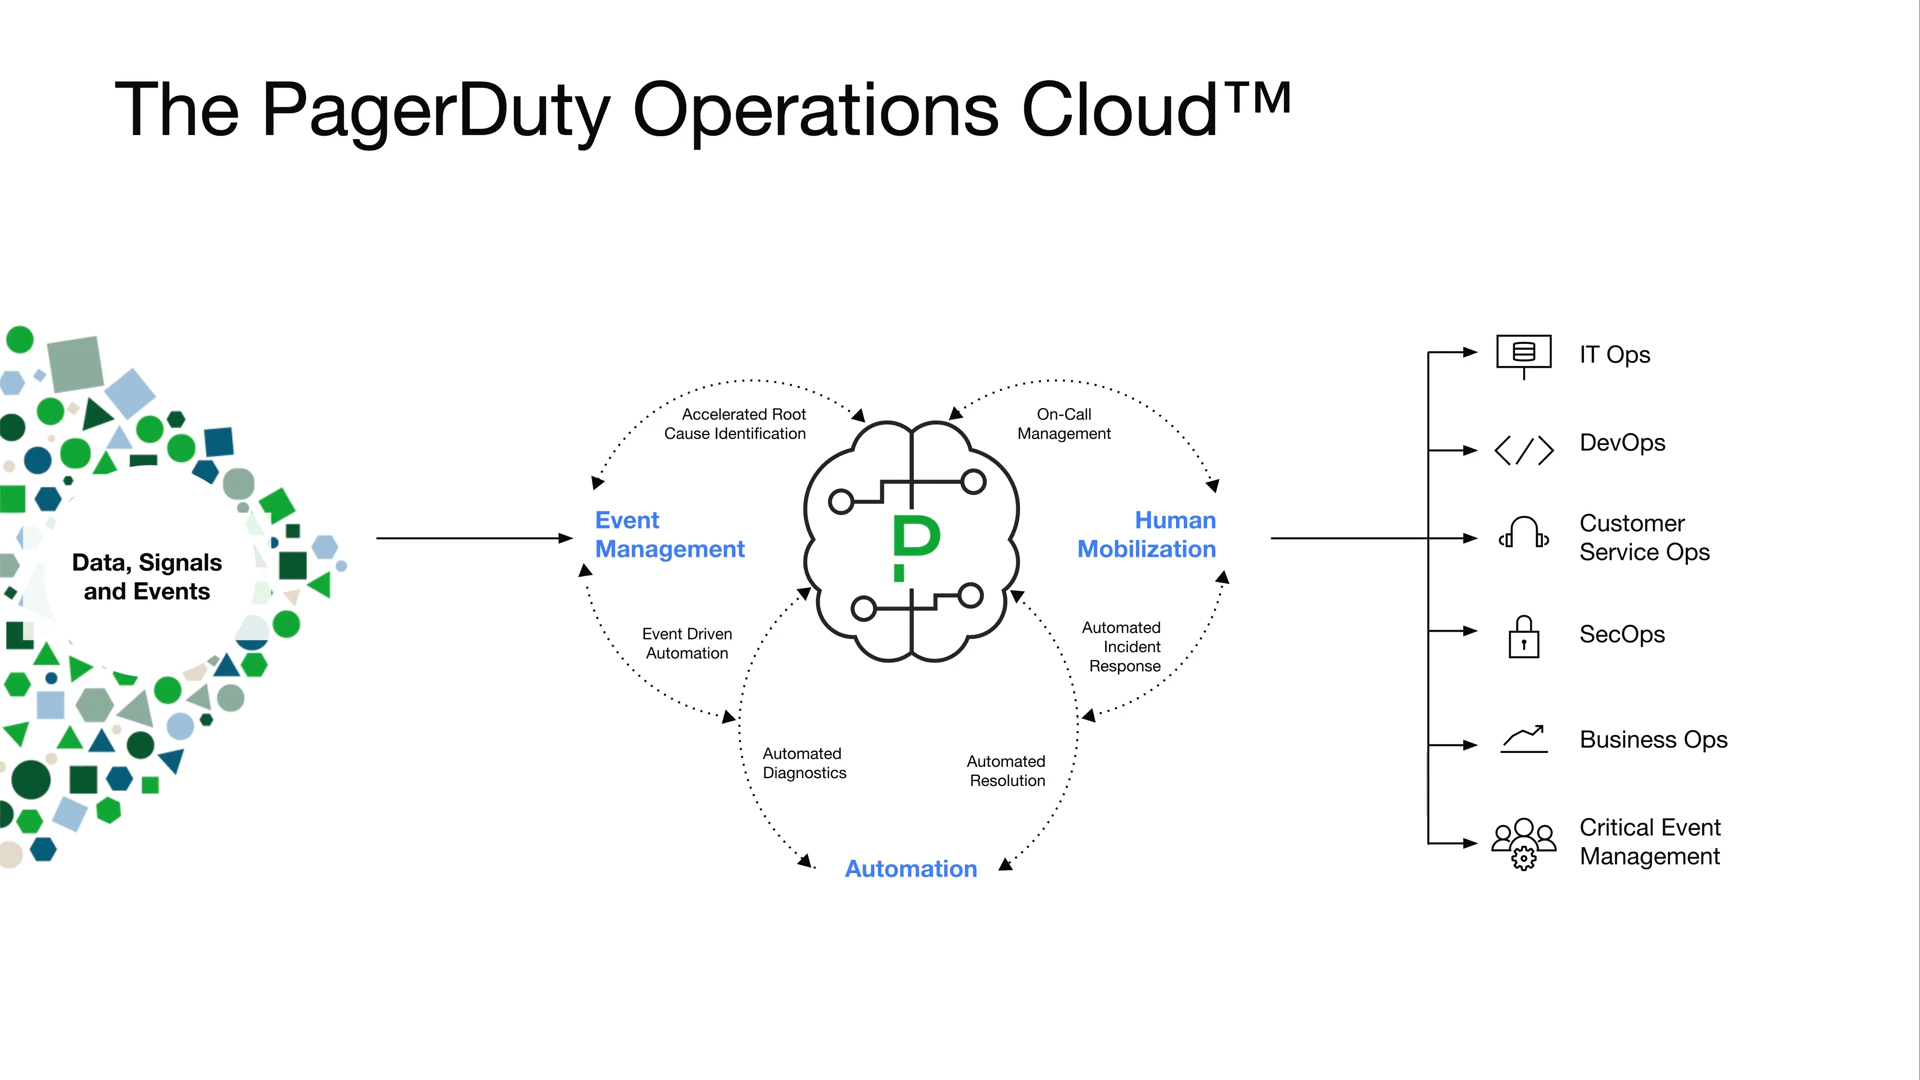 The PagerDuty Operations Cloud™
Data, Signals
and Events
Accelerated Root
Cause Identification
On-Call
Management
Event
Management
P
Human
Mobilization
Event Driven
Automation
Automated
Incident
Response
Automated
Diagnostics
Automated
Resolution
Automation
IT Ops
DevOps
Customer
Service Ops
SecOps
Business Ops
Critical Event
Management